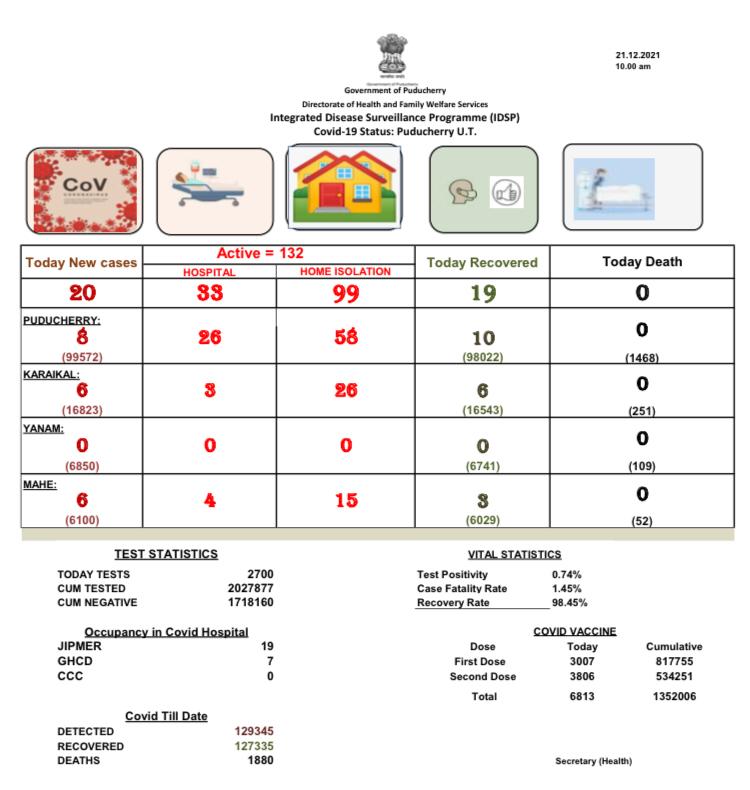 21.12.2021
10.00 am
Government of Puducherry
Government of Puducherry
Directorate of Health and Family Welfare Services
Integrated Disease Surveillance Programme (IDSP)
Covid-19 Status: Puducherry U.T.
CoV
CORONAVIRUS
Today New cases
Active = 132
HOSPITAL
HOME ISOLATION
Today Recovered
Today Death
20 33 99 19 0
PUDUCHERRY:
8 26 58 10 0
(99572) (98022) (1468)
KARAIKAL:
6 3 26 6 0
(16823) (16543) (251)
YANAM:
0 0 0 0 0
(6850) (6741) (109)
MAHE:
6 4 15 3 0
(6100) (6029) (52)
TEST STATISTICS
TODAY TESTS 2700
CUM TESTED 2027877
CUM NEGATIVE 1718160
VITAL STATISTICS
Test Positivity 0.74%
Case Fatality Rate 1.45%
Recovery Rate 98.45%
Occupancy in Covid Hospital
JIPMER 19
GHCD 7
CCC 0
COVID VACCINE
Dose Today Cumulative
First Dose 3007 817755
Second Dose 3806 534251
Total 6813 1352006
Covid Till Date
DETECTED 129345
RECOVERED 127335
DEATHS 1880
Secretary (Health)